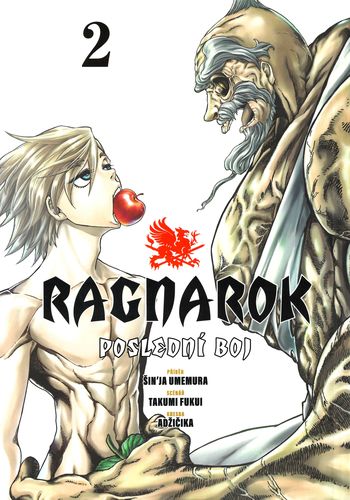 2
RAGNAROK
POSLEDNÍ BOJ
PŘÍBĚH
ŠIN'JA UMEMURA
SCÉNÁŘ
TAKUMI FUKUI
KRESBA
ADŽIČIKA